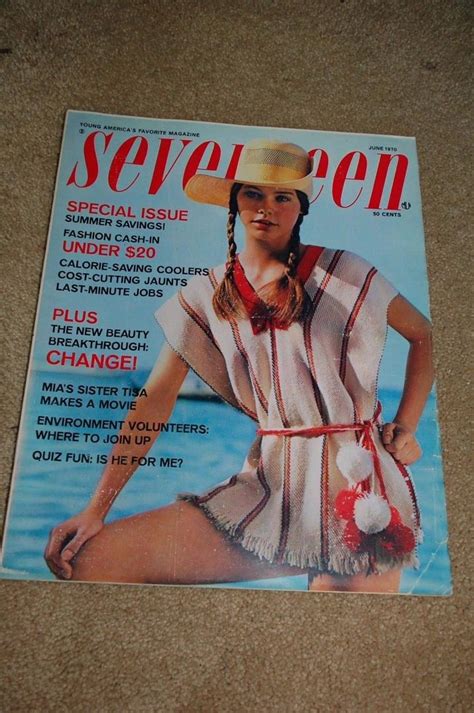 YOUNG AMERICA'S FAVORITE MAGAZINE
JUNE 1970
seventeen
50 CENTS
SPECIAL ISSUE
SUMMER SAVINGS!
FASHION CASH-IN
UNDER $20
CALORIE-SAVING COOLERS
COST-CUTTING JAUNTS
LAST-MINUTE JOBS
PLUS
THE NEW BEAUTY
BREAKTHROUGH:
CHANGE!
MIA'S SISTER TISA
MAKES A MOVIE
ENVIRONMENT VOLUNTEERS:
WHERE TO JOIN UP
QUIZ FUN: IS HE FOR ME?